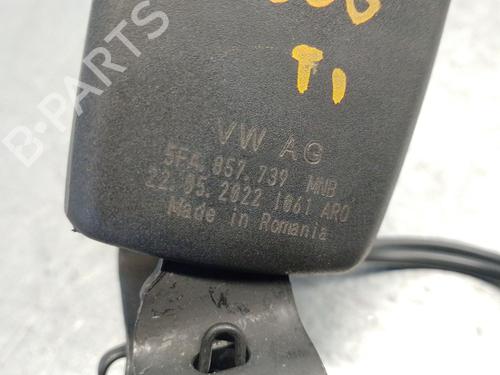 B-PARTS
T1
VW AG
5FA.857.739 MNB
22.05.2022 1061 ARO
Made in Romania